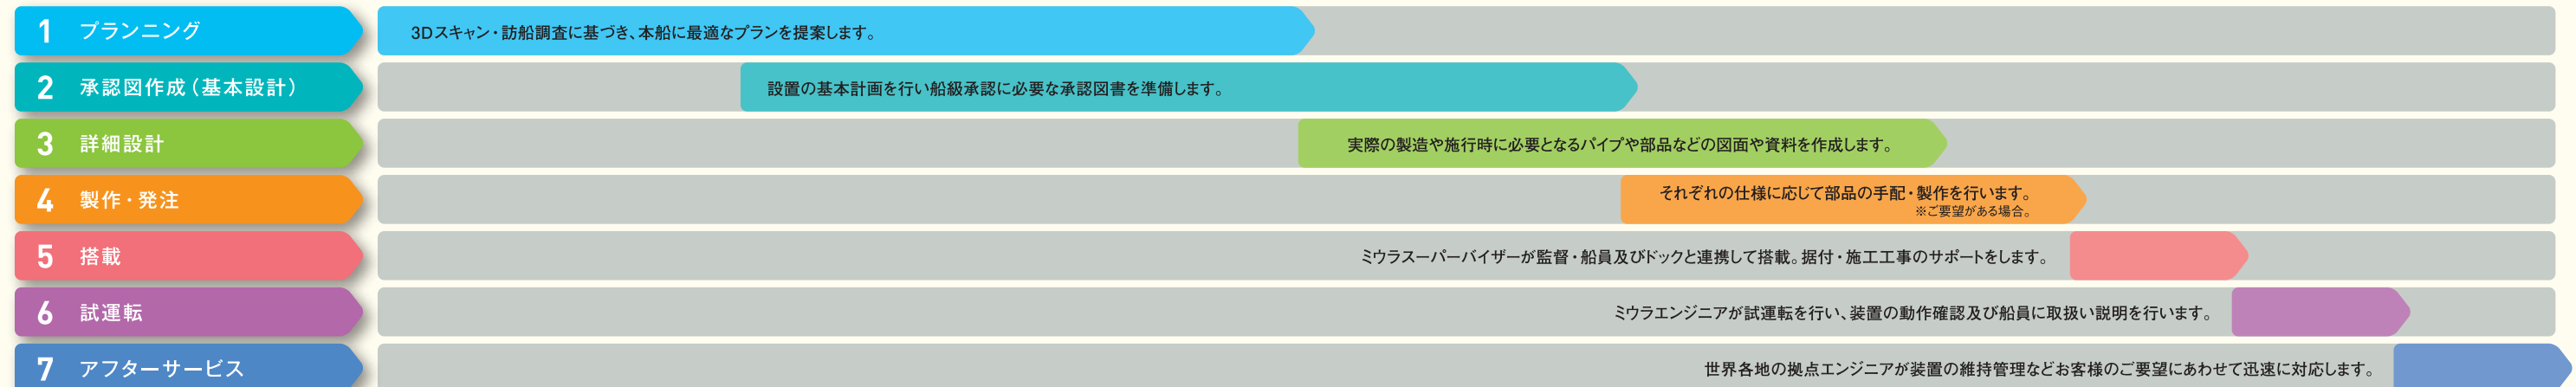 1 プランニング 3Dスキャン・訪船調査に基づき、本船に最適なプランを提案します。
2 承認図作成（基本設計） 設置の基本計画を行い船級承認に必要な承認図書を準備します。
3 詳細設計 実際の製造や施行時に必要となるパイプや部品などの図面や資料を作成します。
4 製作・発注 それぞれの仕様に応じて部品の手配・製作を行います。
※ご要望がある場合。
5 搭載 ミウラスーパーバイザーが監督・船員及びドックと連携して搭載。据付・施工工事のサポートをします。
6 試運転 ミウラエンジニアが試運転を行い、装置の動作確認及び船員に取扱い説明を行います。
7 アフターサービス 世界各地の拠点エンジニアが装置の維持管理などお客様のご要望にあわせて迅速に対応します。